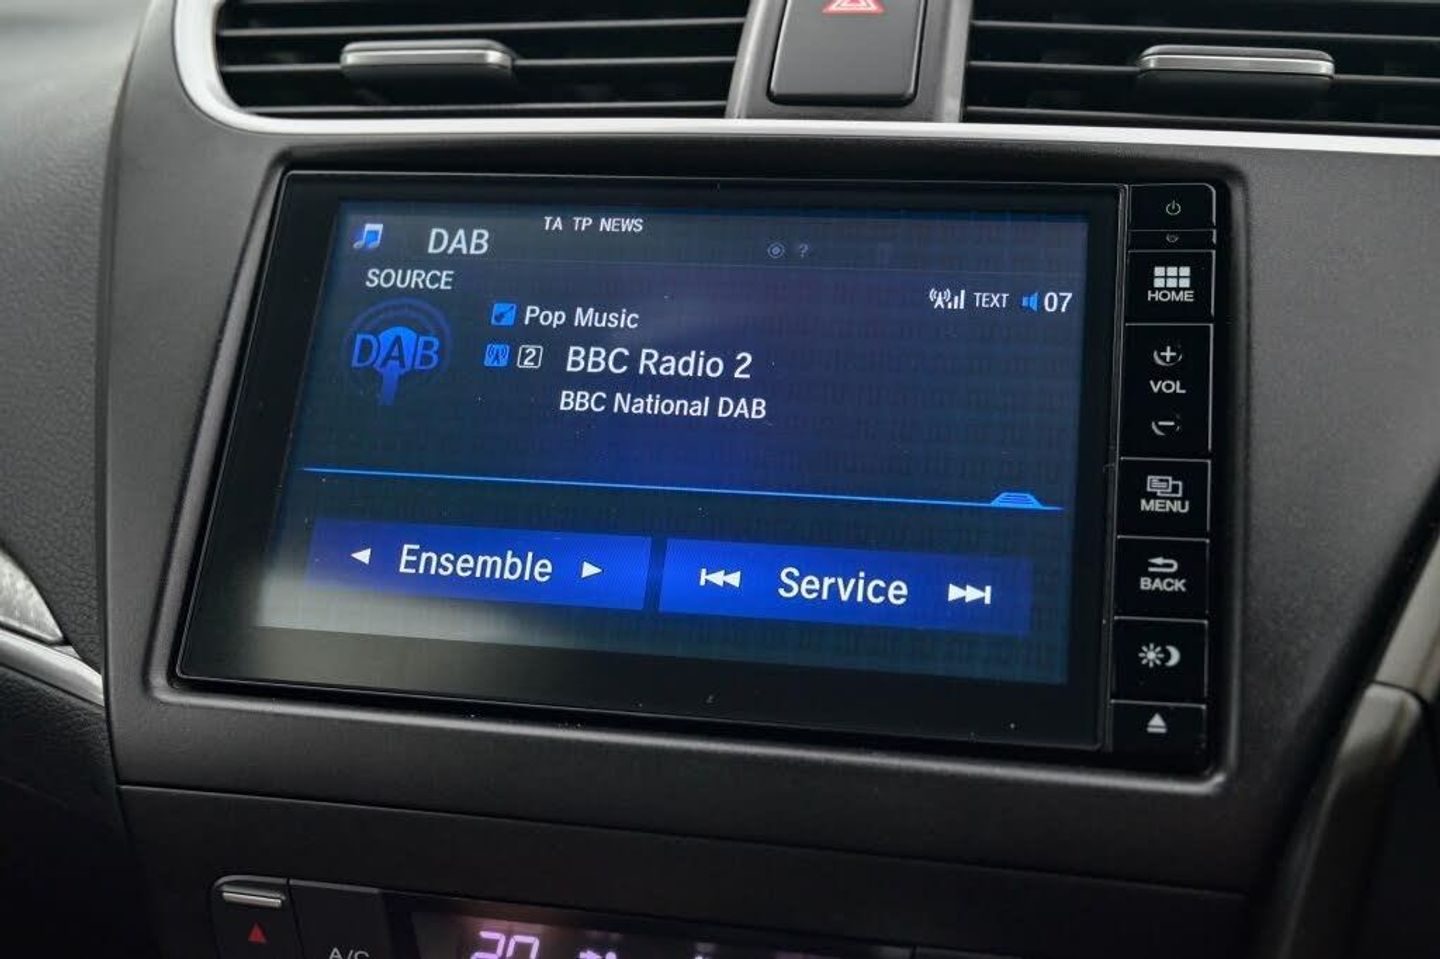 TA TP NEWS
DAB
SOURCE
TEXT 07
Pop Music
DAB
2 BBC Radio 2
BBC National DAB
Ensemble
Service
HOME
+
VOL
-
MENU
BACK
A/C
20